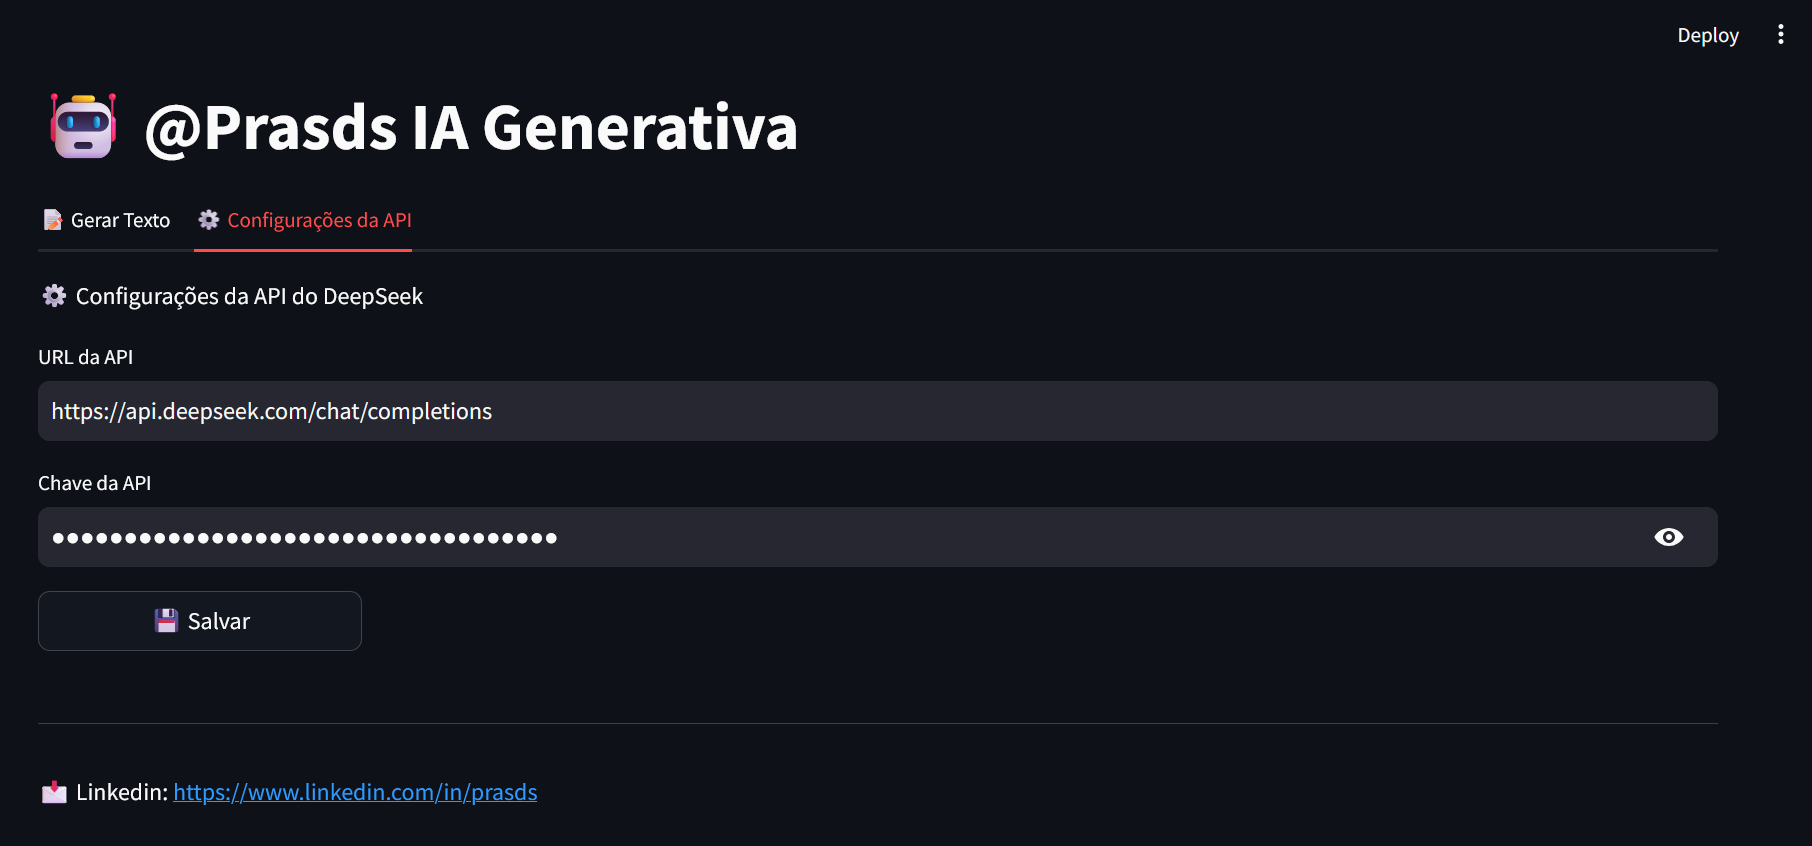 Deploy
@Prasds IA Generativa
Gerar Texto
Configurações da API
Configurações da API do DeepSeek
URL da API
https://api.deepseek.com/chat/completions
Chave da API
•••••••••••••••••••••••••••••••••••
Salvar
Linkedin: https://www.linkedin.com/in/prasds